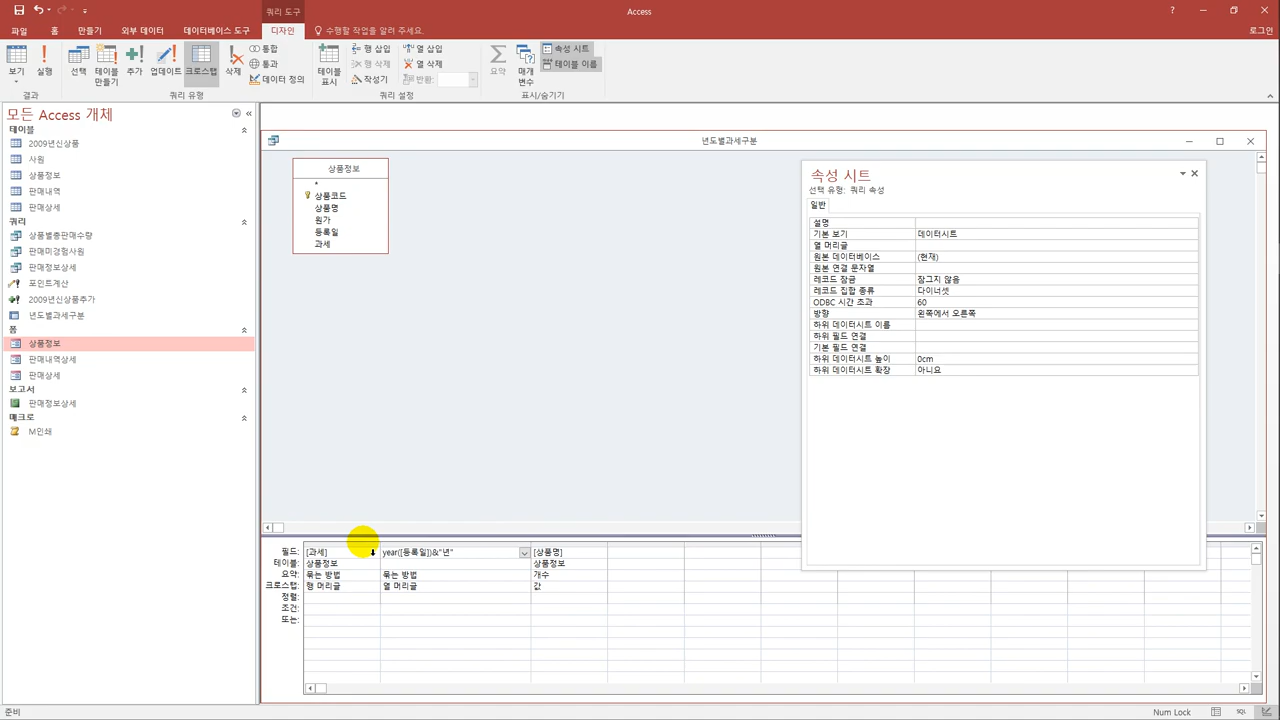 쿼리 도구
Access
파일
홈
만들기
외부 데이터
데이터베이스 도구
디자인
수행할 작업을 알려 주세요.
로그인
보기
실행
선택
테이블 만들기
추가
업데이트
크로스탭
삭제
통합
통과
데이터 정의
테이블 표시
행 삽입
행 삭제
작성기
열 삽입
열 삭제
반환:
요약
매개 변수
속성 시트
테이블 이름
결과
쿼리 유형
쿼리 설정
표시/숨기기
모든 Access 개체
테이블
2009년신상품
사원
상품정보
판매내역
판매상세
쿼리
상품별총판매수량
판매미경험사원
판매정보상세
포인트계산
2009년신상품추가
년도별과세구분
폼
상품정보
판매내역상세
판매상세
보고서
판매정보상세
매크로
M인쇄
년도별과세구분
상품정보
*
상품코드
상품명
원가
등록일
과세
속성 시트
선택 유형: 쿼리 속성
일반
설명
기본 보기 데이터시트
열 머리글
원본 데이터베이스 (현재)
원본 연결 문자열
레코드 잠금 잠그지 않음
레코드 집합 종류 다이너셋
ODBC 시간 초과 60
방향 왼쪽에서 오른쪽
하위 데이터시트 이름
하위 필드 연결
기본 필드 연결
하위 데이터시트 높이 0cm
하위 데이터시트 확장 아니요
필드: [과세] year([등록일])&"년" [상품명]
테이블: 상품정보 상품정보
요약: 묶는 방법 묶는 방법 개수
크로스탭: 행 머리글 열 머리글 값
정렬:
조건:
또는:
준비
Num Lock
SQL